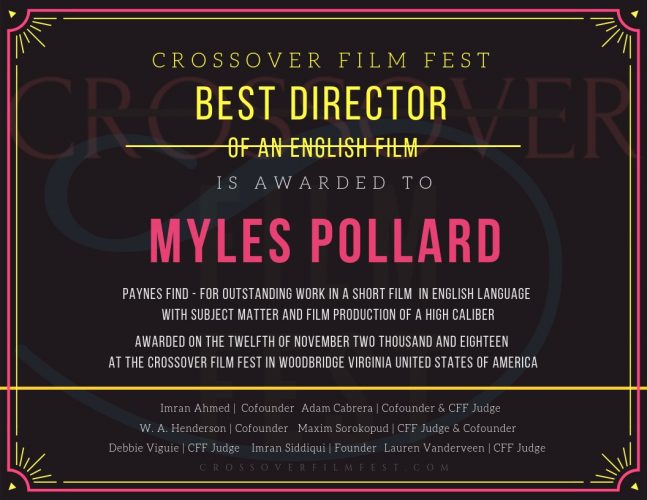 CROSSOVER FILM FEST
BEST DIRECTOR
OF AN ENGLISH FILM
IS AWARDED TO
MYLES POLLARD
PAYNES FIND - FOR OUTSTANDING WORK IN A SHORT FILM IN ENGLISH LANGUAGE
WITH SUBJECT MATTER AND FILM PRODUCTION OF A HIGH CALIBER
AWARDED ON THE TWELFTH OF NOVEMBER TWO THOUSAND AND EIGHTEEN
AT THE CROSSOVER FILM FEST IN WOODBRIDGE VIRGINIA UNITED STATES OF AMERICA
Imran Ahmed | Cofounder Adam Cabrera | Cofounder & CFF Judge
W. A. Henderson | Cofounder Maxim Sorokopud | CFF Judge & Cofounder
Debbie Viguie | CFF Judge Imran Siddiqui | Founder Lauren Vanderveen | CFF Judge
CROSSOVERFILMFEST.COM
CROSSOVER
FILM
FEST